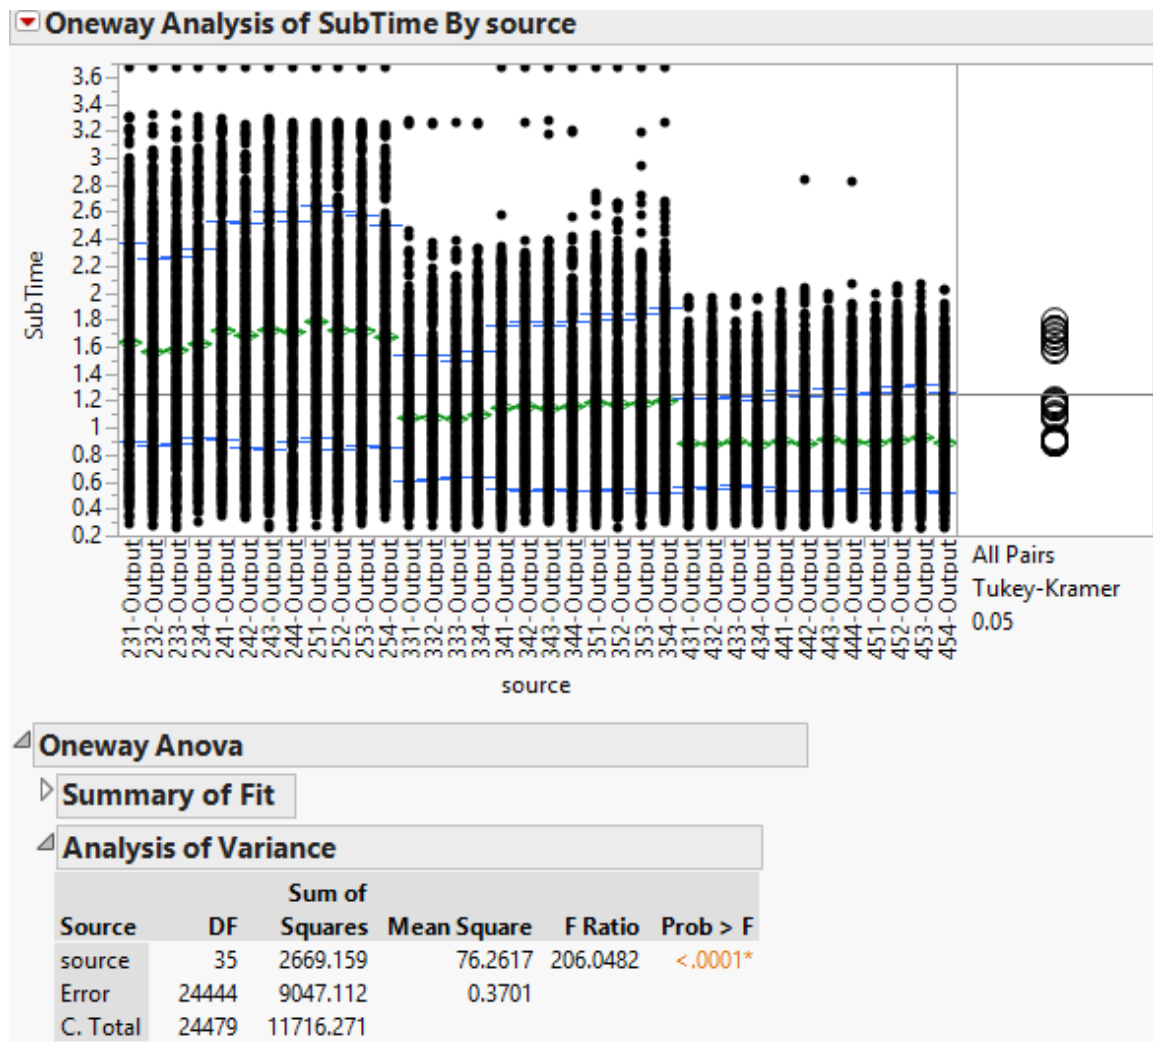 Oneway Analysis of SubTime By source
3.6
3.4
3.2
3
2.8
2.6
2.4
2.2
2
1.8
1.6
1.4
1.2
1
0.8
0.6
0.4
0.2
SubTime
231-Output
232-Output
233-Output
234-Output
241-Output
242-Output
243-Output
244-Output
251-Output
252-Output
253-Output
254-Output
331-Output
332-Output
333-Output
334-Output
341-Output
342-Output
343-Output
344-Output
351-Output
352-Output
353-Output
354-Output
431-Output
432-Output
433-Output
434-Output
441-Output
442-Output
443-Output
444-Output
451-Output
452-Output
453-Output
454-Output
source
All Pairs
Tukey-Kramer
0.05
Oneway Anova
Summary of Fit
Analysis of Variance
Sum of
Source DF Squares Mean Square F Ratio Prob > F
source 35 2669.159 76.2617 206.0482 <.0001*
Error 24444 9047.112 0.3701
C. Total 24479 11716.271